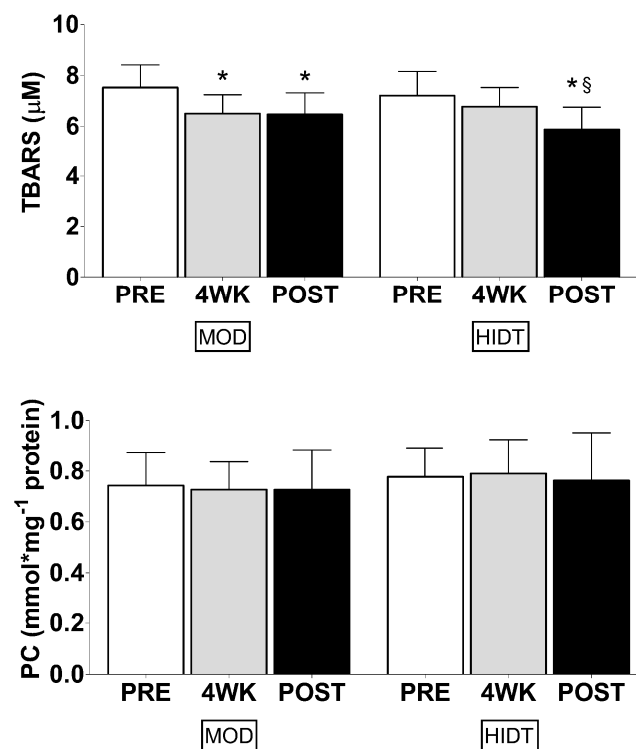 10
8
6
4
2
0
TBARS (μM)
* * * §
PRE 4WK POST PRE 4WK POST
MOD HIDT
1.0
0.8
0.6
0.4
0.2
0.0
PC (mmol*mg⁻¹ protein)
PRE 4WK POST PRE 4WK POST
MOD HIDT